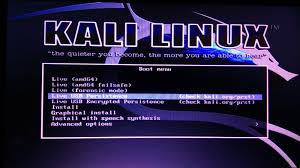 KALI LINUX
"the quieter you become, the more you are able to hear"
Boot menu
Live (amd64)
Live (amd64 failsafe)
Live (forensic mode)
Live USB Persistence (check kali.org/prst)
Live USB Encrypted Persistence (check kali.org/prst)
Install
Graphical install
Install with speech synthesis
Advanced options >